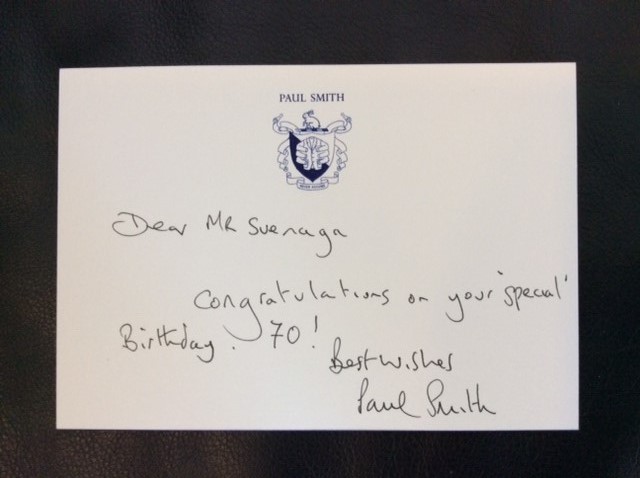 PAUL SMITH
Dear MR Suenaga
Congratulations on your 'special'
Birthday. 70!
Best wishes
Paul Smith